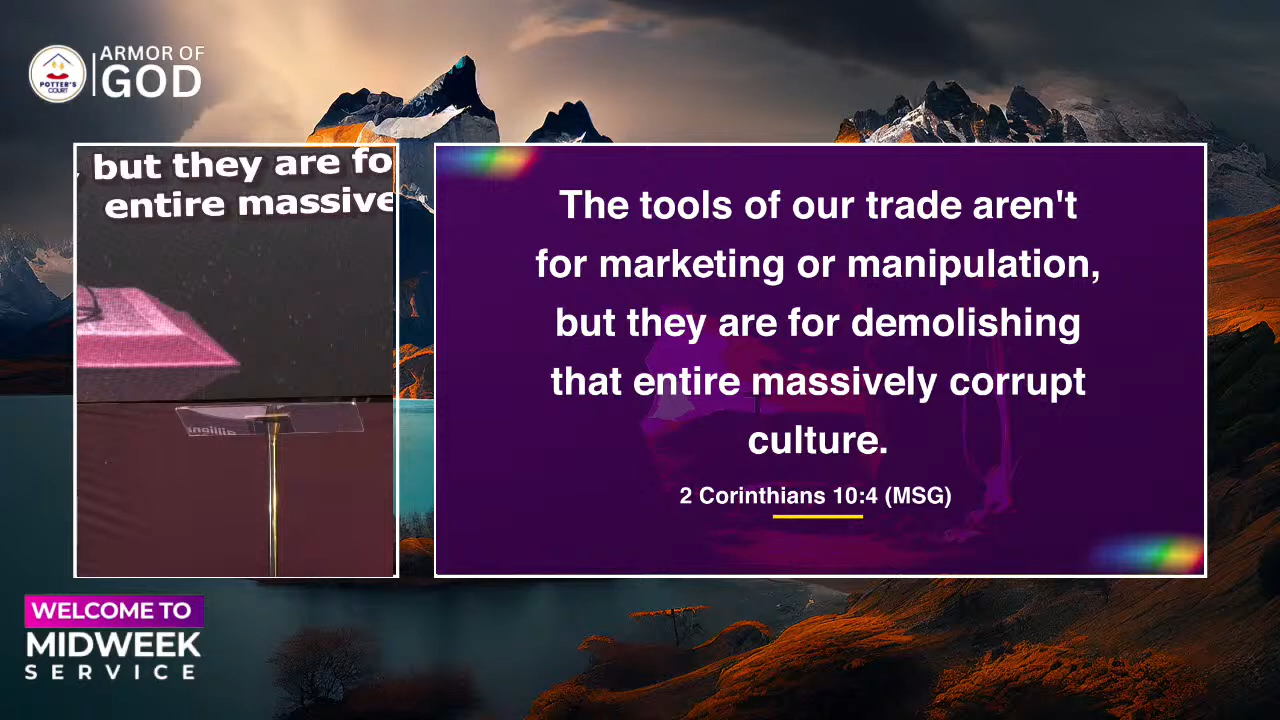 POTTER'S
COURT
ARMOR OF
GOD
but they are fo
entire massive
The tools of our trade aren't
for marketing or manipulation,
but they are for demolishing
that entire massively corrupt
culture.
2 Corinthians 10:4 (MSG)
WELCOME TO
MIDWEEK
SERVICE